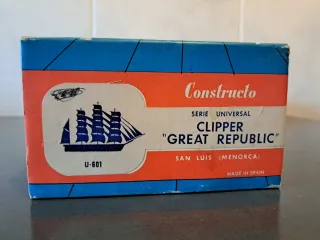 Constructo
SERIE UNIVERSAL
CLIPPER
"GREAT REPUBLIC"
SAN LUIS (MENORCA)
MADE IN SPAIN
U-601